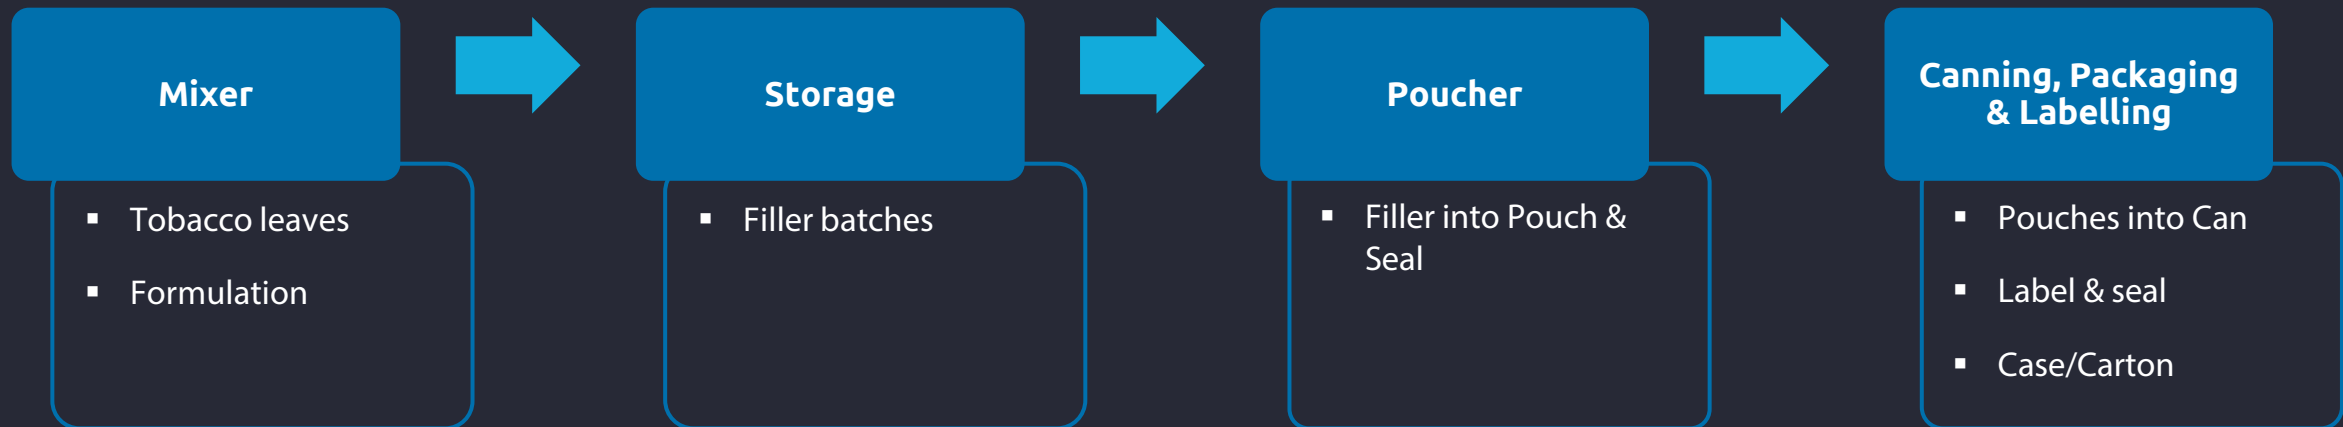 Mixer
▪ Tobacco leaves
▪ Formulation
Storage
▪ Filler batches
Poucher
▪ Filler into Pouch &
Seal
Canning, Packaging
& Labelling
▪ Pouches into Can
▪ Label & seal
▪ Case/Carton